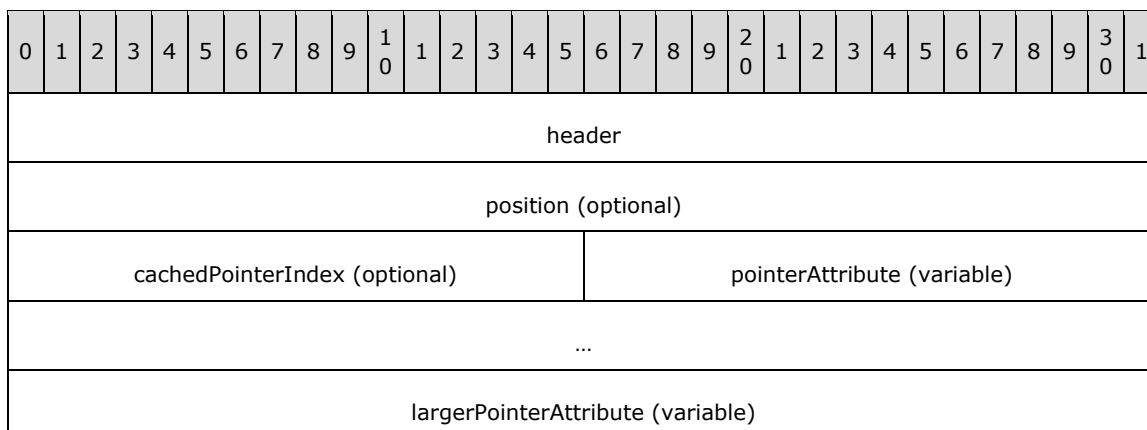 0 1 2 3 4 5 6 7 8 9 1 0 1 2 3 4 5 6 7 8 9 2 0 1 2 3 4 5 6 7 8 9 3 0 1
header
position (optional)
cachedPointerIndex (optional) pointerAttribute (variable)
...
largerPointerAttribute (variable)